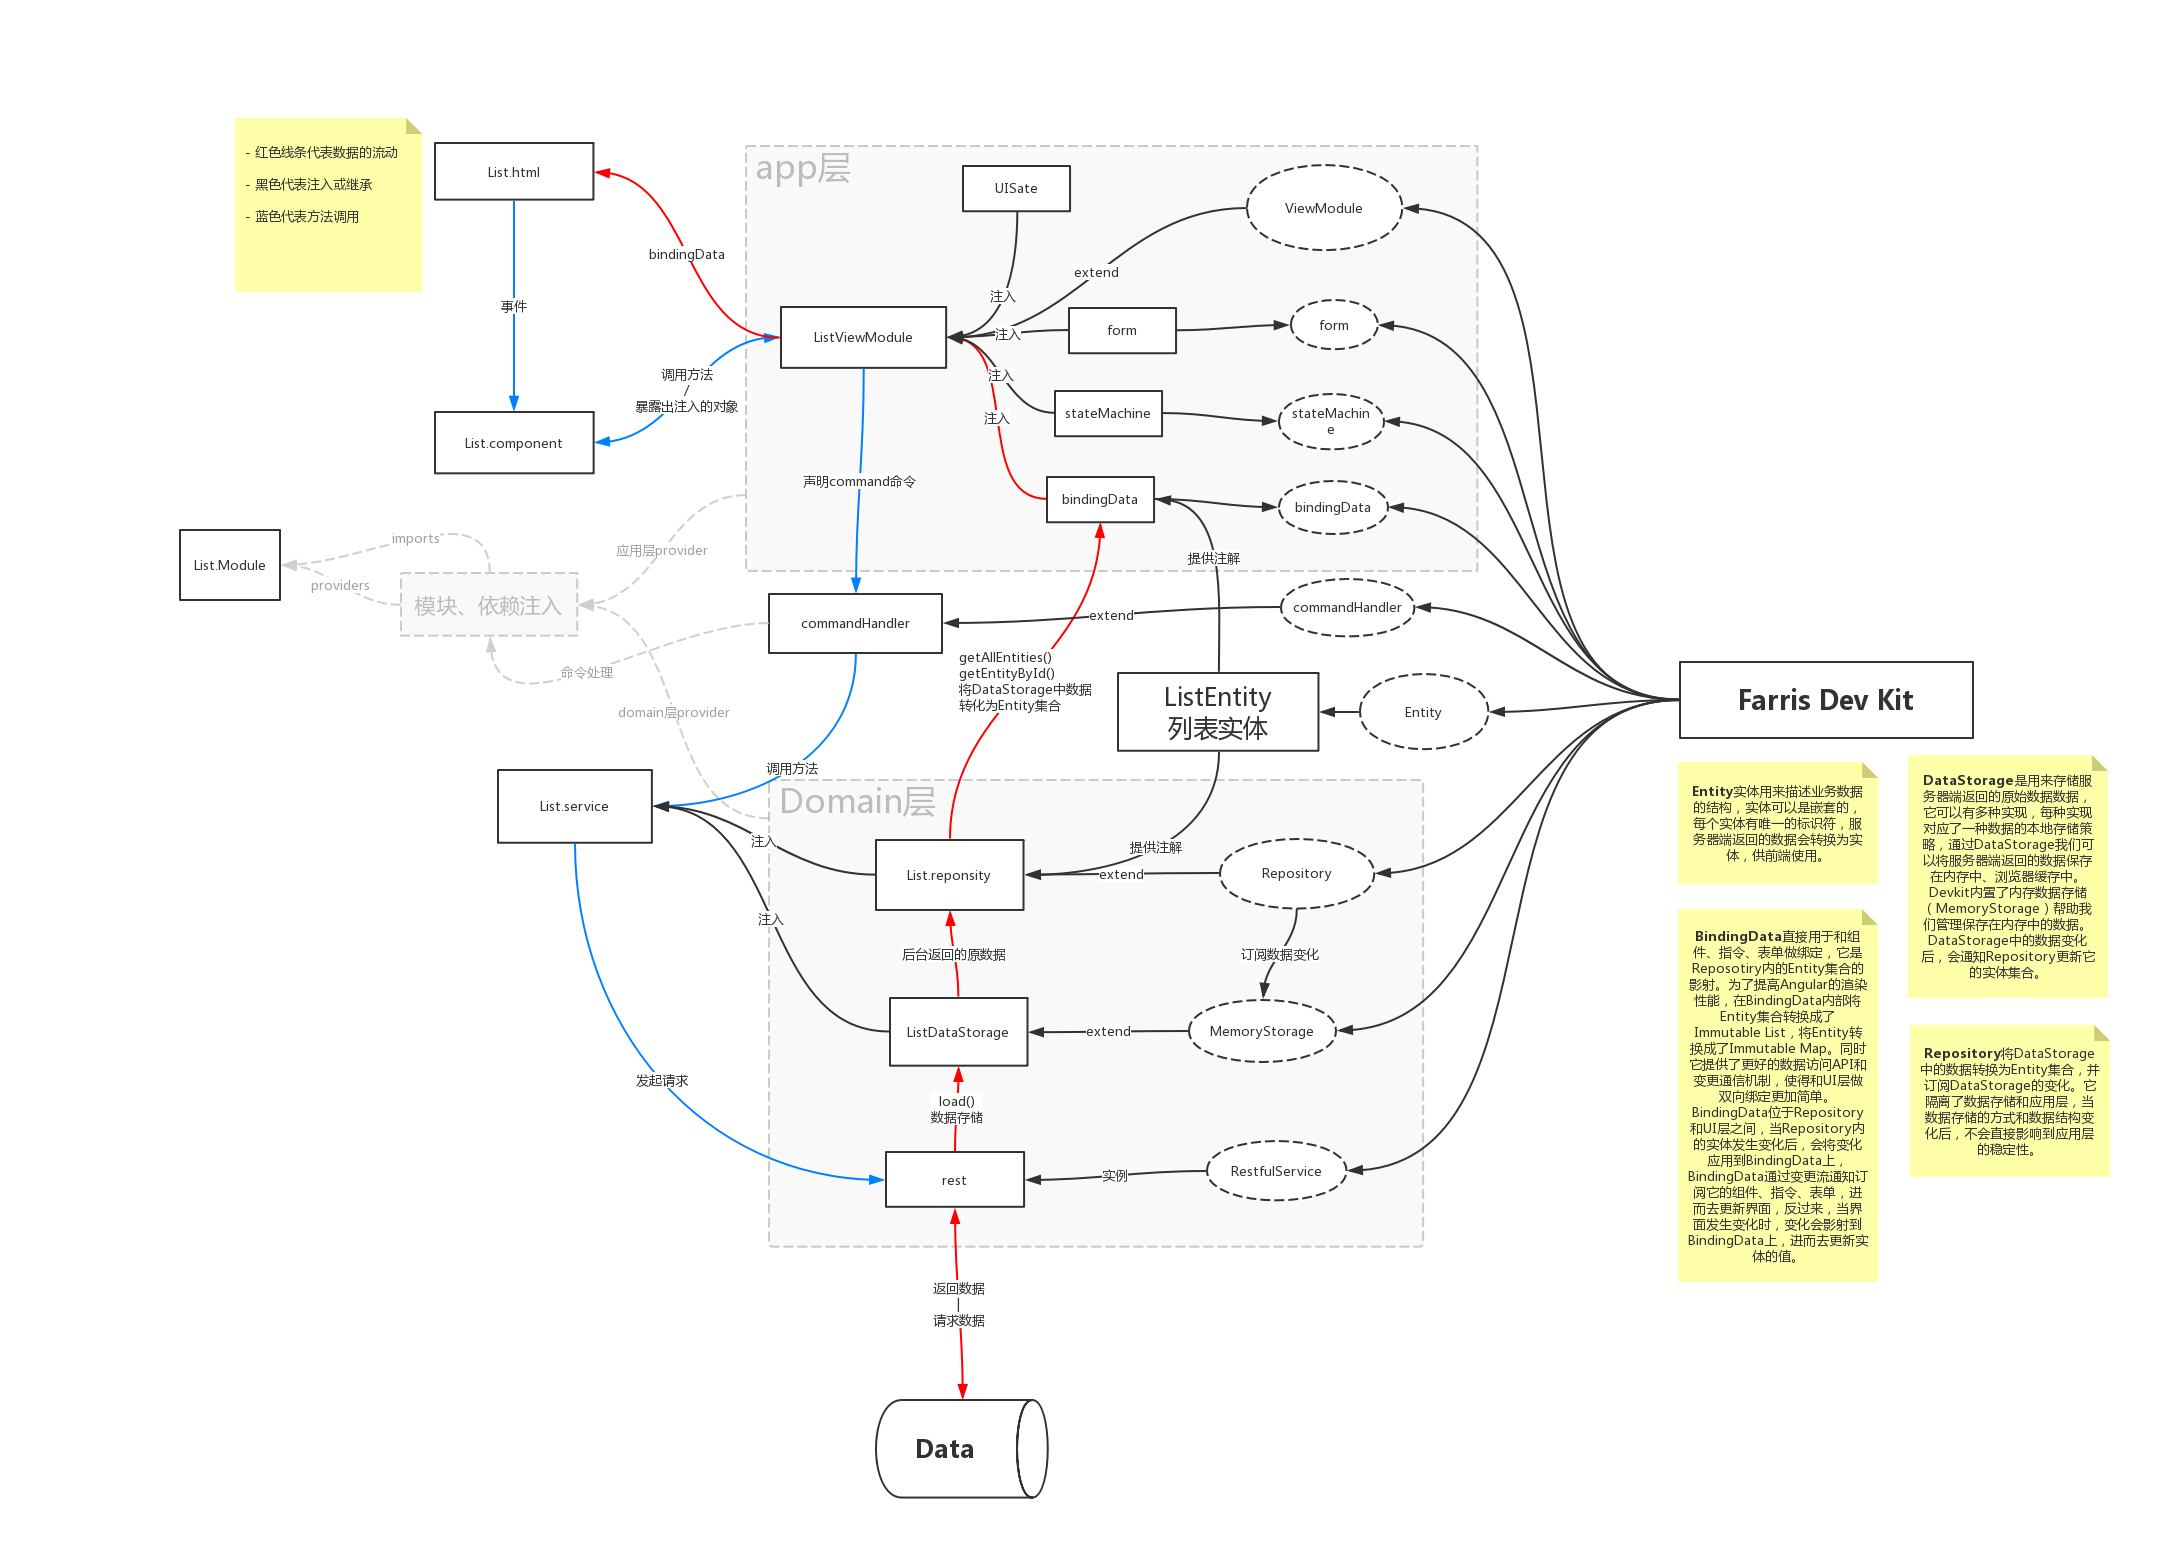 - 红色线条代表数据的流动
- 黑色代表注入或继承
- 蓝色代表方法调用
List.html
bindingData
事件
调用方法
/
暴露出注入的对象
List.component
app层
UISate
ViewModule
extend
注入
ListViewModule
注入
form
form
注入
stateMachine
stateMachin
e
注入
声明command命令
bindingData
bindingData
提供注解
imports
应用层provider
List.Module
providers
模块、依赖注入
commandHandler
extend
commandHandler
命令处理
domain层provider
getAllEntities()
getEntityById()
将DataStorage中数据
转化为Entity集合
ListEntity
列表实体
Entity
Farris Dev Kit
调用方法
List.service
Domain层
注入
提供注解
List.reponsity
extend
Repository
注入
后台返回的原数据
订阅数据变化
ListDataStorage
extend
MemoryStorage
发起请求
load()
数据存储
rest
实例
RestfulService
返回数据
|
请求数据
Data
Entity实体用来描述业务数据
的结构，实体可以是嵌套的，
每个实体有唯一的标识符，服
务器端返回的数据会转换为实
体，供前端使用。
DataStorage是用来存储服
务器端返回的原始数据数据，
它可以有多种实现，每种实现
对应了一种数据的本地存储策
略，通过DataStorage我们可
以将服务器端返回的数据保存
在内存中、浏览器缓存中。
Devkit内置了内存数据存储
（MemoryStorage）帮助我
们管理保存在内存中的数据。
DataStorage中的数据变化
后，会通知Repository更新它
的实体集合。
BindingData直接用于和组
件、指令、表单做绑定，它是
Reposotiry内的Entity集合的
影射。为了提高Angular的渲染
性能，在BindingData内部将
Entity集合转换成了
Immutable List，将Entity转
换成了Immutable Map。同时
它提供了更好的数据访问API和
变更通信机制，使得和UI层做
双向绑定更加简单。
BindingData位于Repository
和UI层之间，当Repository内
的实体发生变化后，会将变化
应用到BindingData上，
BindingData通过变更流通知订
阅它的组件、指令、表单，进
而去更新界面，反过来，当界
面发生变化时，变化会影射到
BindingData上，进而去更新实
体的值。
Repository将DataStorage
中的数据转换为Entity集合，并
订阅DataStorage的变化。它
隔离了数据存储和应用层，当
数据存储的方式和数据结构变
化后，不会直接影响到应用层
的稳定性。